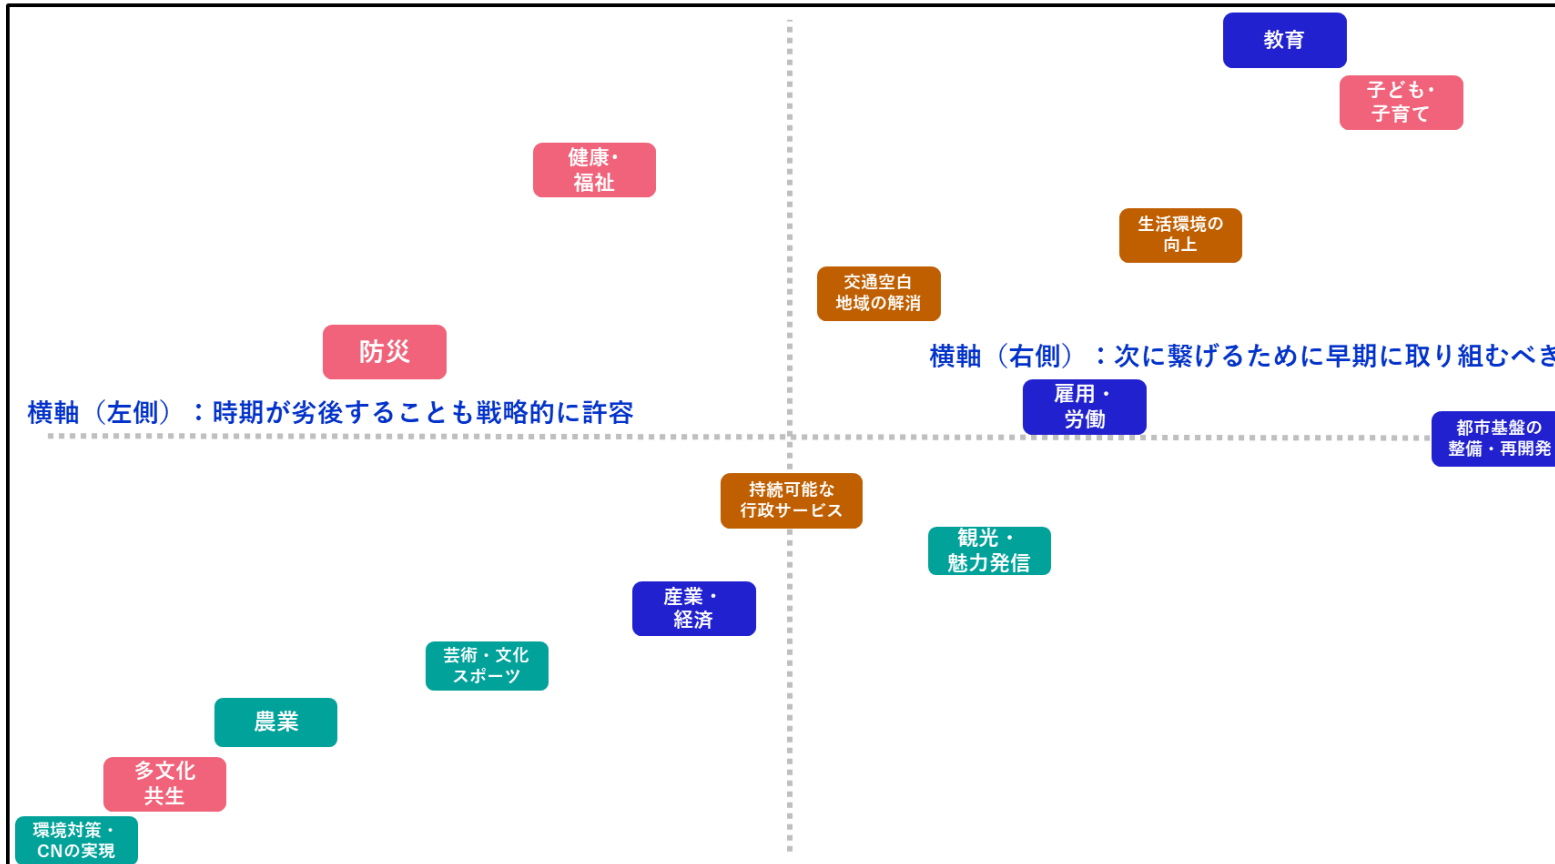 教育
子ども・
子育て
健康・
福祉
生活環境の
向上
交通空白
地域の解消
防災
横軸（右側）：次に繋げるために早期に取り組むべき
横軸（左側）：時期が劣後することも戦略的に許容
雇用・
労働
都市基盤の
整備・再開発
持続可能な
行政サービス
観光・
魅力発信
産業・
経済
芸術・文化
スポーツ
農業
多文化
共生
環境対策・
CNの実現